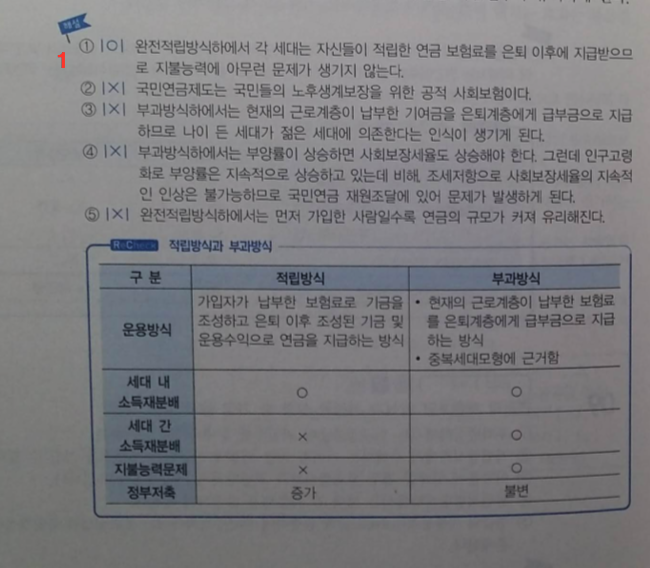 해설
1
① |○| 완전적립방식하에서 각 세대는 자신들이 적립한 연금 보험료를 은퇴 이후에 지급받으므
로 지불능력에 아무런 문제가 생기지 않는다.
② |×| 국민연금제도는 국민들의 노후생계보장을 위한 공적 사회보험이다.
③ |×| 부과방식하에서는 현재의 근로계층이 납부한 기여금을 은퇴계층에게 급부금으로 지급
하므로 나이 든 세대가 젊은 세대에 의존한다는 인식이 생기게 된다.
④ |×| 부과방식하에서는 부양률이 상승하면 사회보장세율도 상승해야 한다. 그런데 인구고령
화로 부양률은 지속적으로 상승하고 있는데 비해, 조세저항으로 사회보장세율의 지속적
인 인상은 불가능하므로 국민연금 재원조달에 있어 문제가 발생하게 된다.
⑤ |×| 완전적립방식하에서는 먼저 가입한 사람일수록 연금의 규모가 커져 유리해진다.
Re Check 적립방식과 부과방식
구 분 적립방식 부과방식
운용방식
가입자가 납부한 보험료로 기금을
조성하고 은퇴 이후 조성된 기금 및
운용수익으로 연금을 지급하는 방식
• 현재의 근로계층이 납부한 보험료
를 은퇴계층에게 급부금으로 지급
하는 방식
• 중복세대모형에 근거함
세대 내
소득재분배 ○ ○
세대 간
소득재분배 × ○
지불능력문제 × ○
정부저축 증가 불변